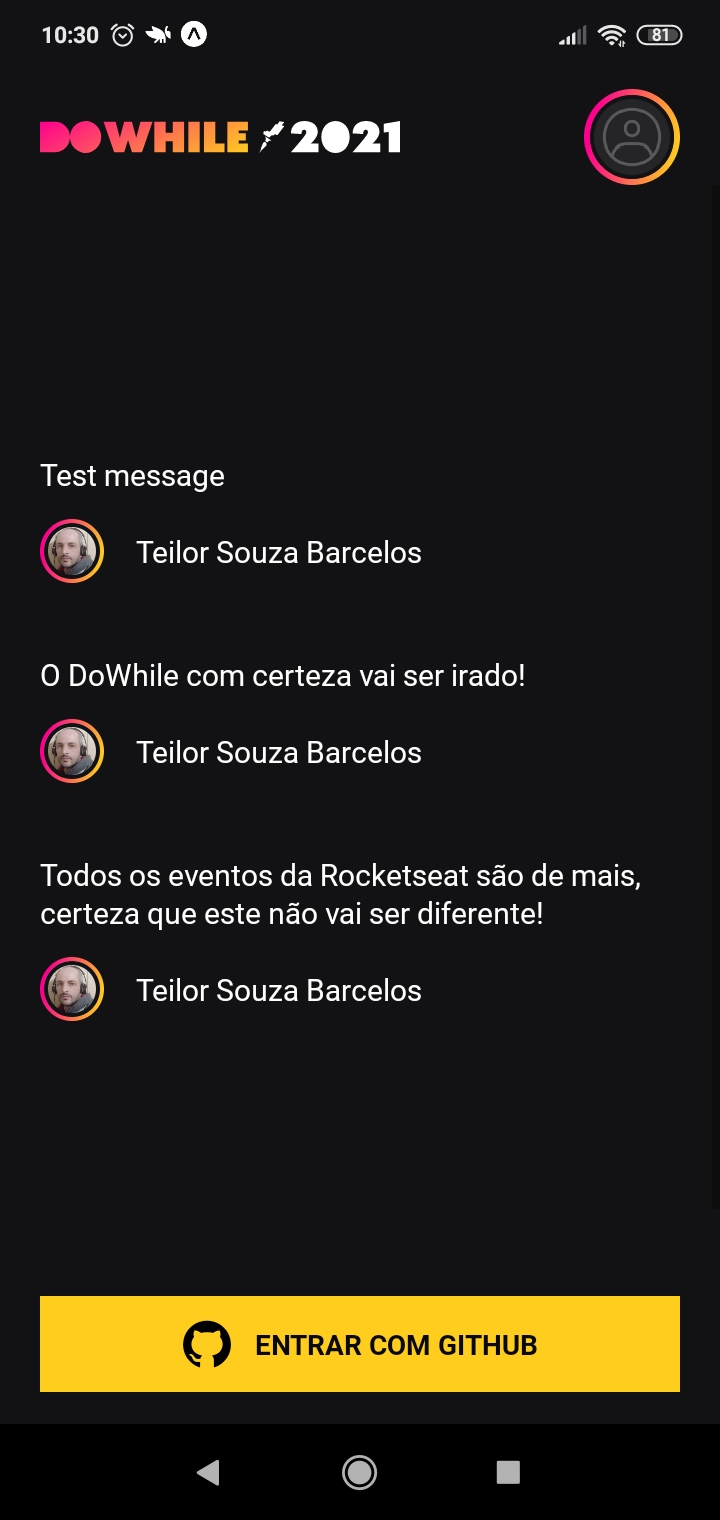 10:30
81
DOWHILE 2021
Test message
Teilor Souza Barcelos
O DoWhile com certeza vai ser irado!
Teilor Souza Barcelos
Todos os eventos da Rocketseat são de mais,
certeza que este não vai ser diferente!
Teilor Souza Barcelos
ENTRAR COM GITHUB